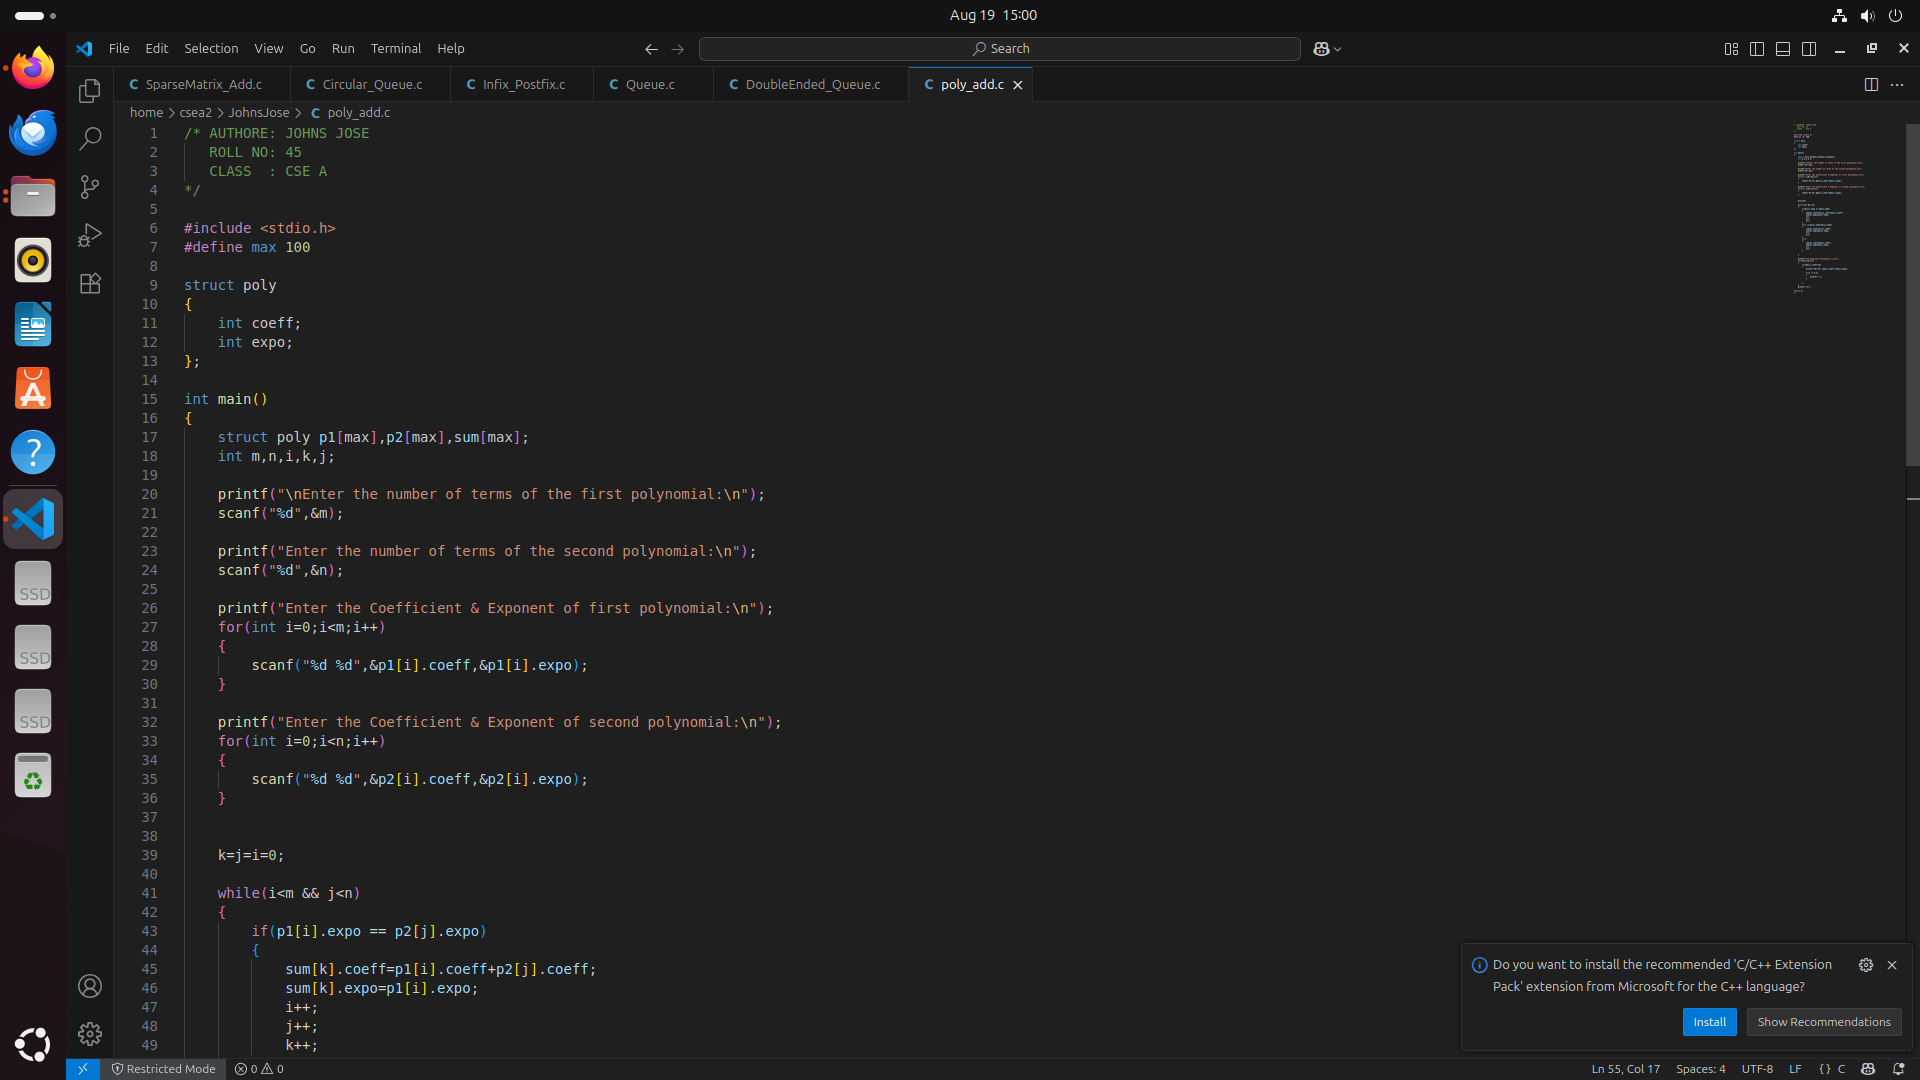 Aug 19 15:00
File Edit Selection View Go Run Terminal Help
Search
SparseMatrix_Add.c Circular_Queue.c Infix_Postfix.c Queue.c DoubleEnded_Queue.c poly_add.c
home > csea2 > JohnsJose > C poly_add.c
1 /* AUTHORE: JOHNS JOSE
2 ROLL NO: 45
3 CLASS : CSE A
4 */
5
6 #include <stdio.h>
7 #define max 100
8
9 struct poly
10 {
11 int coeff;
12 int expo;
13 };
14
15 int main()
16 {
17 struct poly p1[max],p2[max],sum[max];
18 int m,n,i,k,j;
19
20 printf("\nEnter the number of terms of the first polynomial:\n");
21 scanf("%d",&m);
22
23 printf("Enter the number of terms of the second polynomial:\n");
24 scanf("%d",&n);
25
26 printf("Enter the Coefficient & Exponent of first polynomial:\n");
27 for(int i=0;i<m;i++)
28 {
29 scanf("%d %d",&p1[i].coeff,&p1[i].expo);
30 }
31
32 printf("Enter the Coefficient & Exponent of second polynomial:\n");
33 for(int i=0;i<n;i++)
34 {
35 scanf("%d %d",&p2[i].coeff,&p2[i].expo);
36 }
37
38
39 k=j=i=0;
40
41 while(i<m && j<n)
42 {
43 if(p1[i].expo == p2[j].expo)
44 {
45 sum[k].coeff=p1[i].coeff+p2[j].coeff;
46 sum[k].expo=p1[i].expo;
47 i++;
48 j++;
49 k++;
SSD
SSD
SSD
Do you want to install the recommended 'C/C++ Extension
Pack' extension from Microsoft for the C++ language?
Install Show Recommendations
Restricted Mode 0 0 Ln 55, Col 17 Spaces: 4 UTF-8 LF {} C